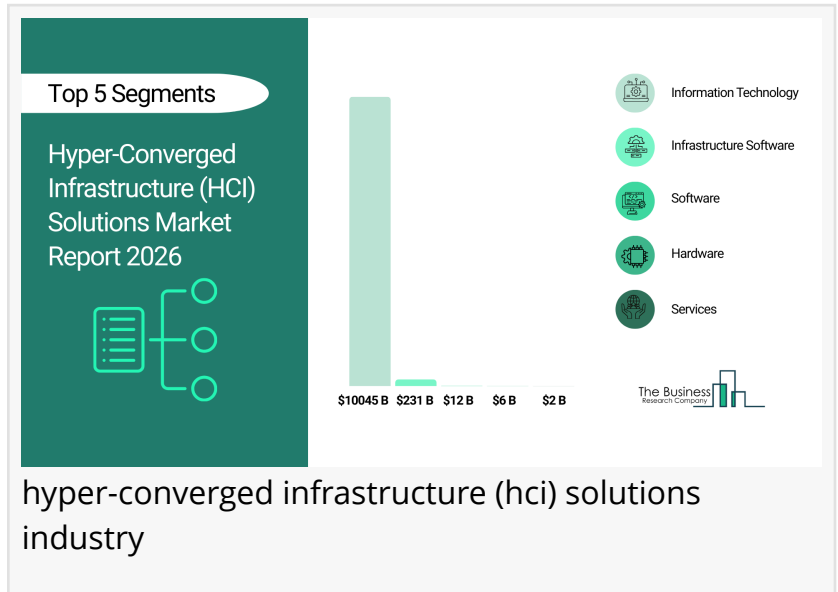 Top 5 Segments
Hyper-Converged
Infrastructure (HCI)
Solutions Market
Report 2026
$10045 B $231 B $12 B $6 B $2 B
Information Technology
Infrastructure Software
Software
Hardware
Services
The Business
Research Company
hyper-converged infrastructure (hci) solutions
industry